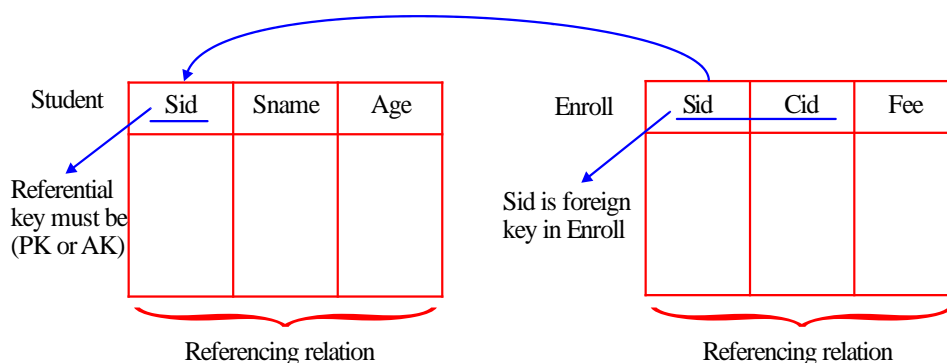 Student
Sid
Sname
Age
Enroll
Sid
Cid
Fee
Referential
key must be
(PK or AK)
Sid is foreign
key in Enroll
Referencing relation
Referencing relation